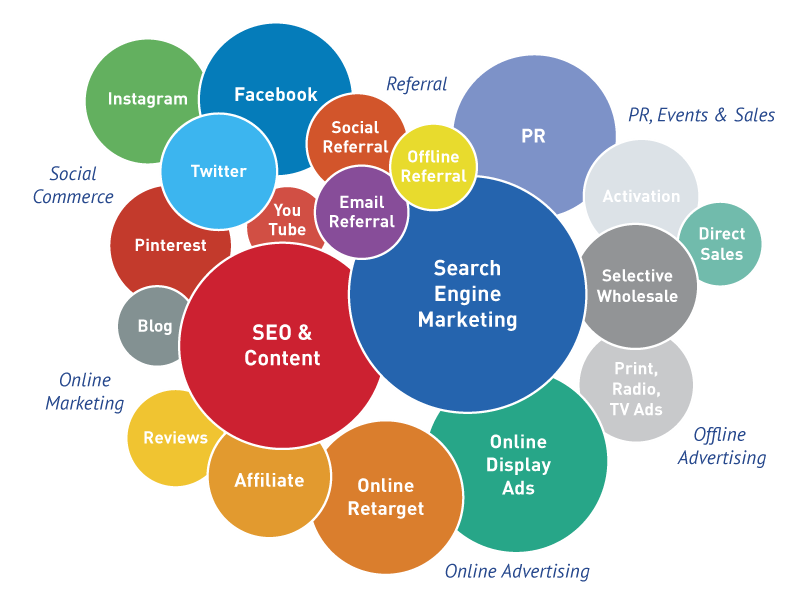 Referral
PR, Events & Sales
Instagram
Facebook
Social
Referral
Offline
Referral
PR
Social
Commerce
Twitter
Email
Referral
Activation
Pinterest
You
Tube
Direct
Sales
Search
Engine
Marketing
Selective
Wholesale
Blog
SEO &
Content
Print,
Radio,
TV Ads
Online
Marketing
Reviews
Offline
Advertising
Affiliate
Online
Retarget
Online
Display
Ads
Online Advertising